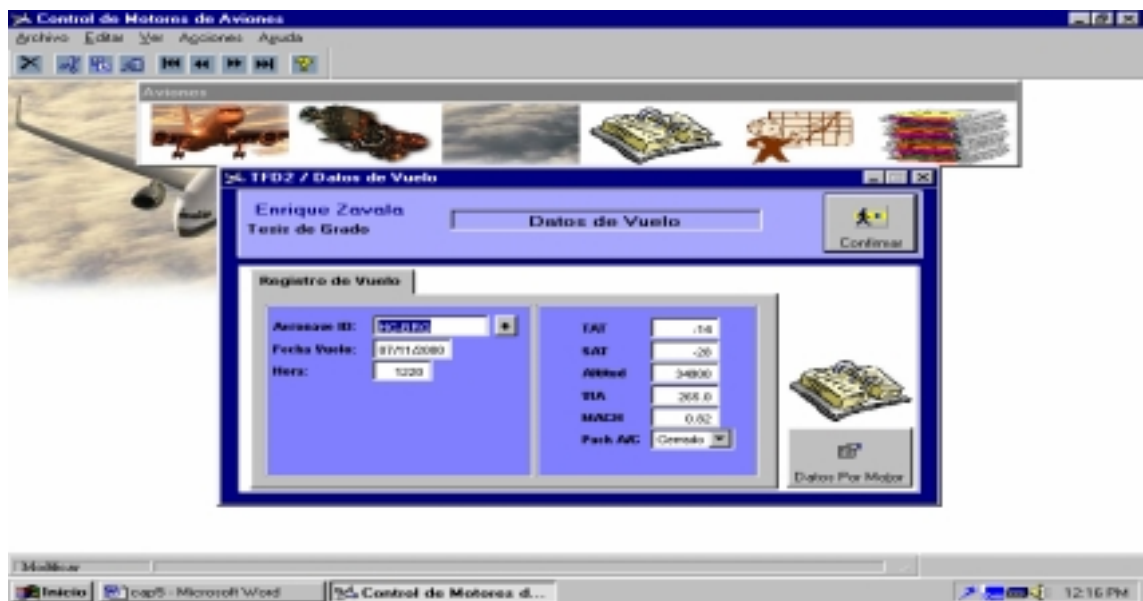 Control de Motores de Aviones
Archivo Editar Ver Acciones Ayuda
Aviones
TFD2 / Datos de Vuelo
Enrique Zavala
Tesis de Grado
Datos de Vuelo
Confirmar
Registro de Vuelo
Aeronave ID:
Fecha Vuelo: 07/11/2000
Hora: 1220
TAT -14
SAT -28
Altitud 34800
VIA 265.0
MACH 0.82
Pack A/C Cerrado
Datos Por Motor
Modificar
Inicio cap5 - Microsoft Word Control de Motores d... 12:16 PM